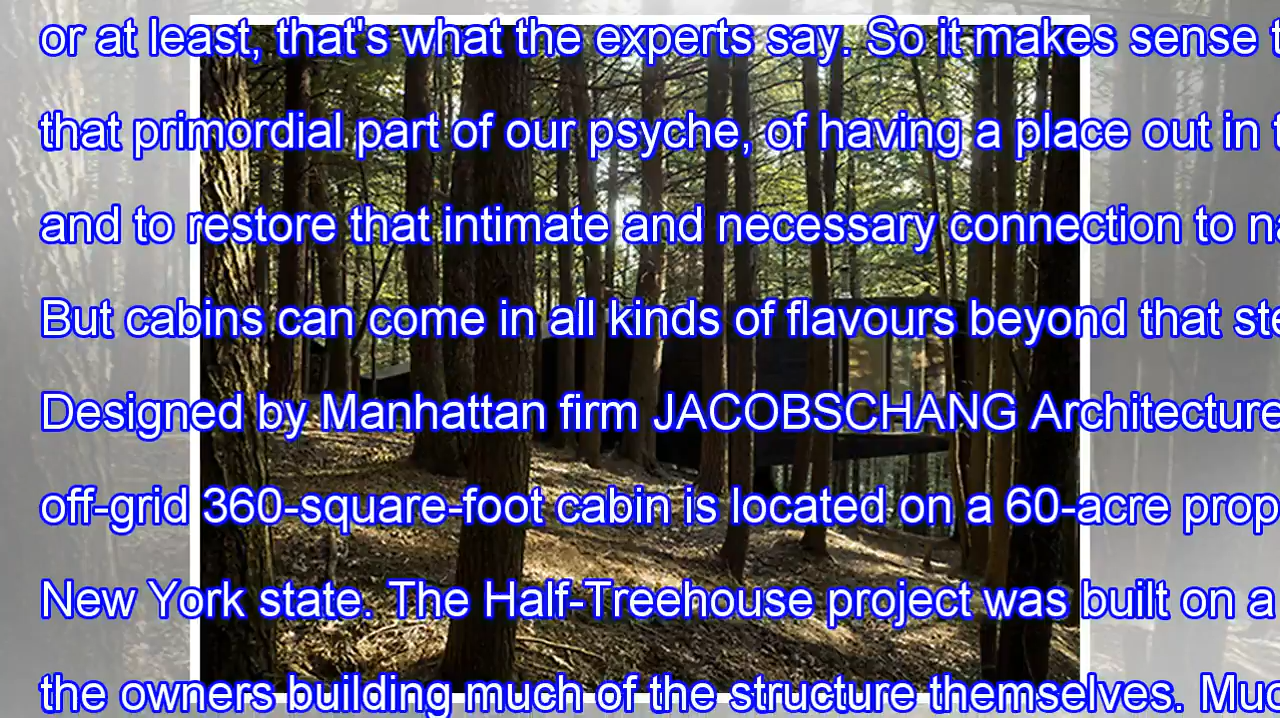 or at least, that's what the experts say. So it makes sense
that primordial part of our psyche, of having a place out in
and to restore that intimate and necessary connection to
But cabins can come in all kinds of flavours beyond that
Designed by Manhattan firm JACOBSCHANG Architecture
off-grid 360-square-foot cabin is located on a 60-acre
New York state. The Half-Treehouse project was built on a
the owners building much of the structure themselves.